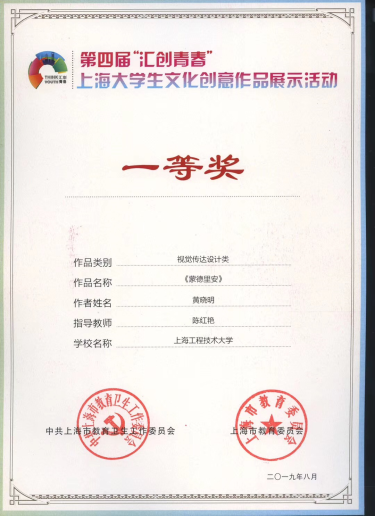 第四届“汇创青春”
上海大学生文化创意作品展示活动
一等奖
作品类别 视觉传达设计类
作品名称 《蒙德里安》
作者姓名 黄晓明
指导教师 陈红艳
学校名称 上海工程技术大学
中共上海市教育卫生工作委员会 上海市教育委员会
二〇一九年八月